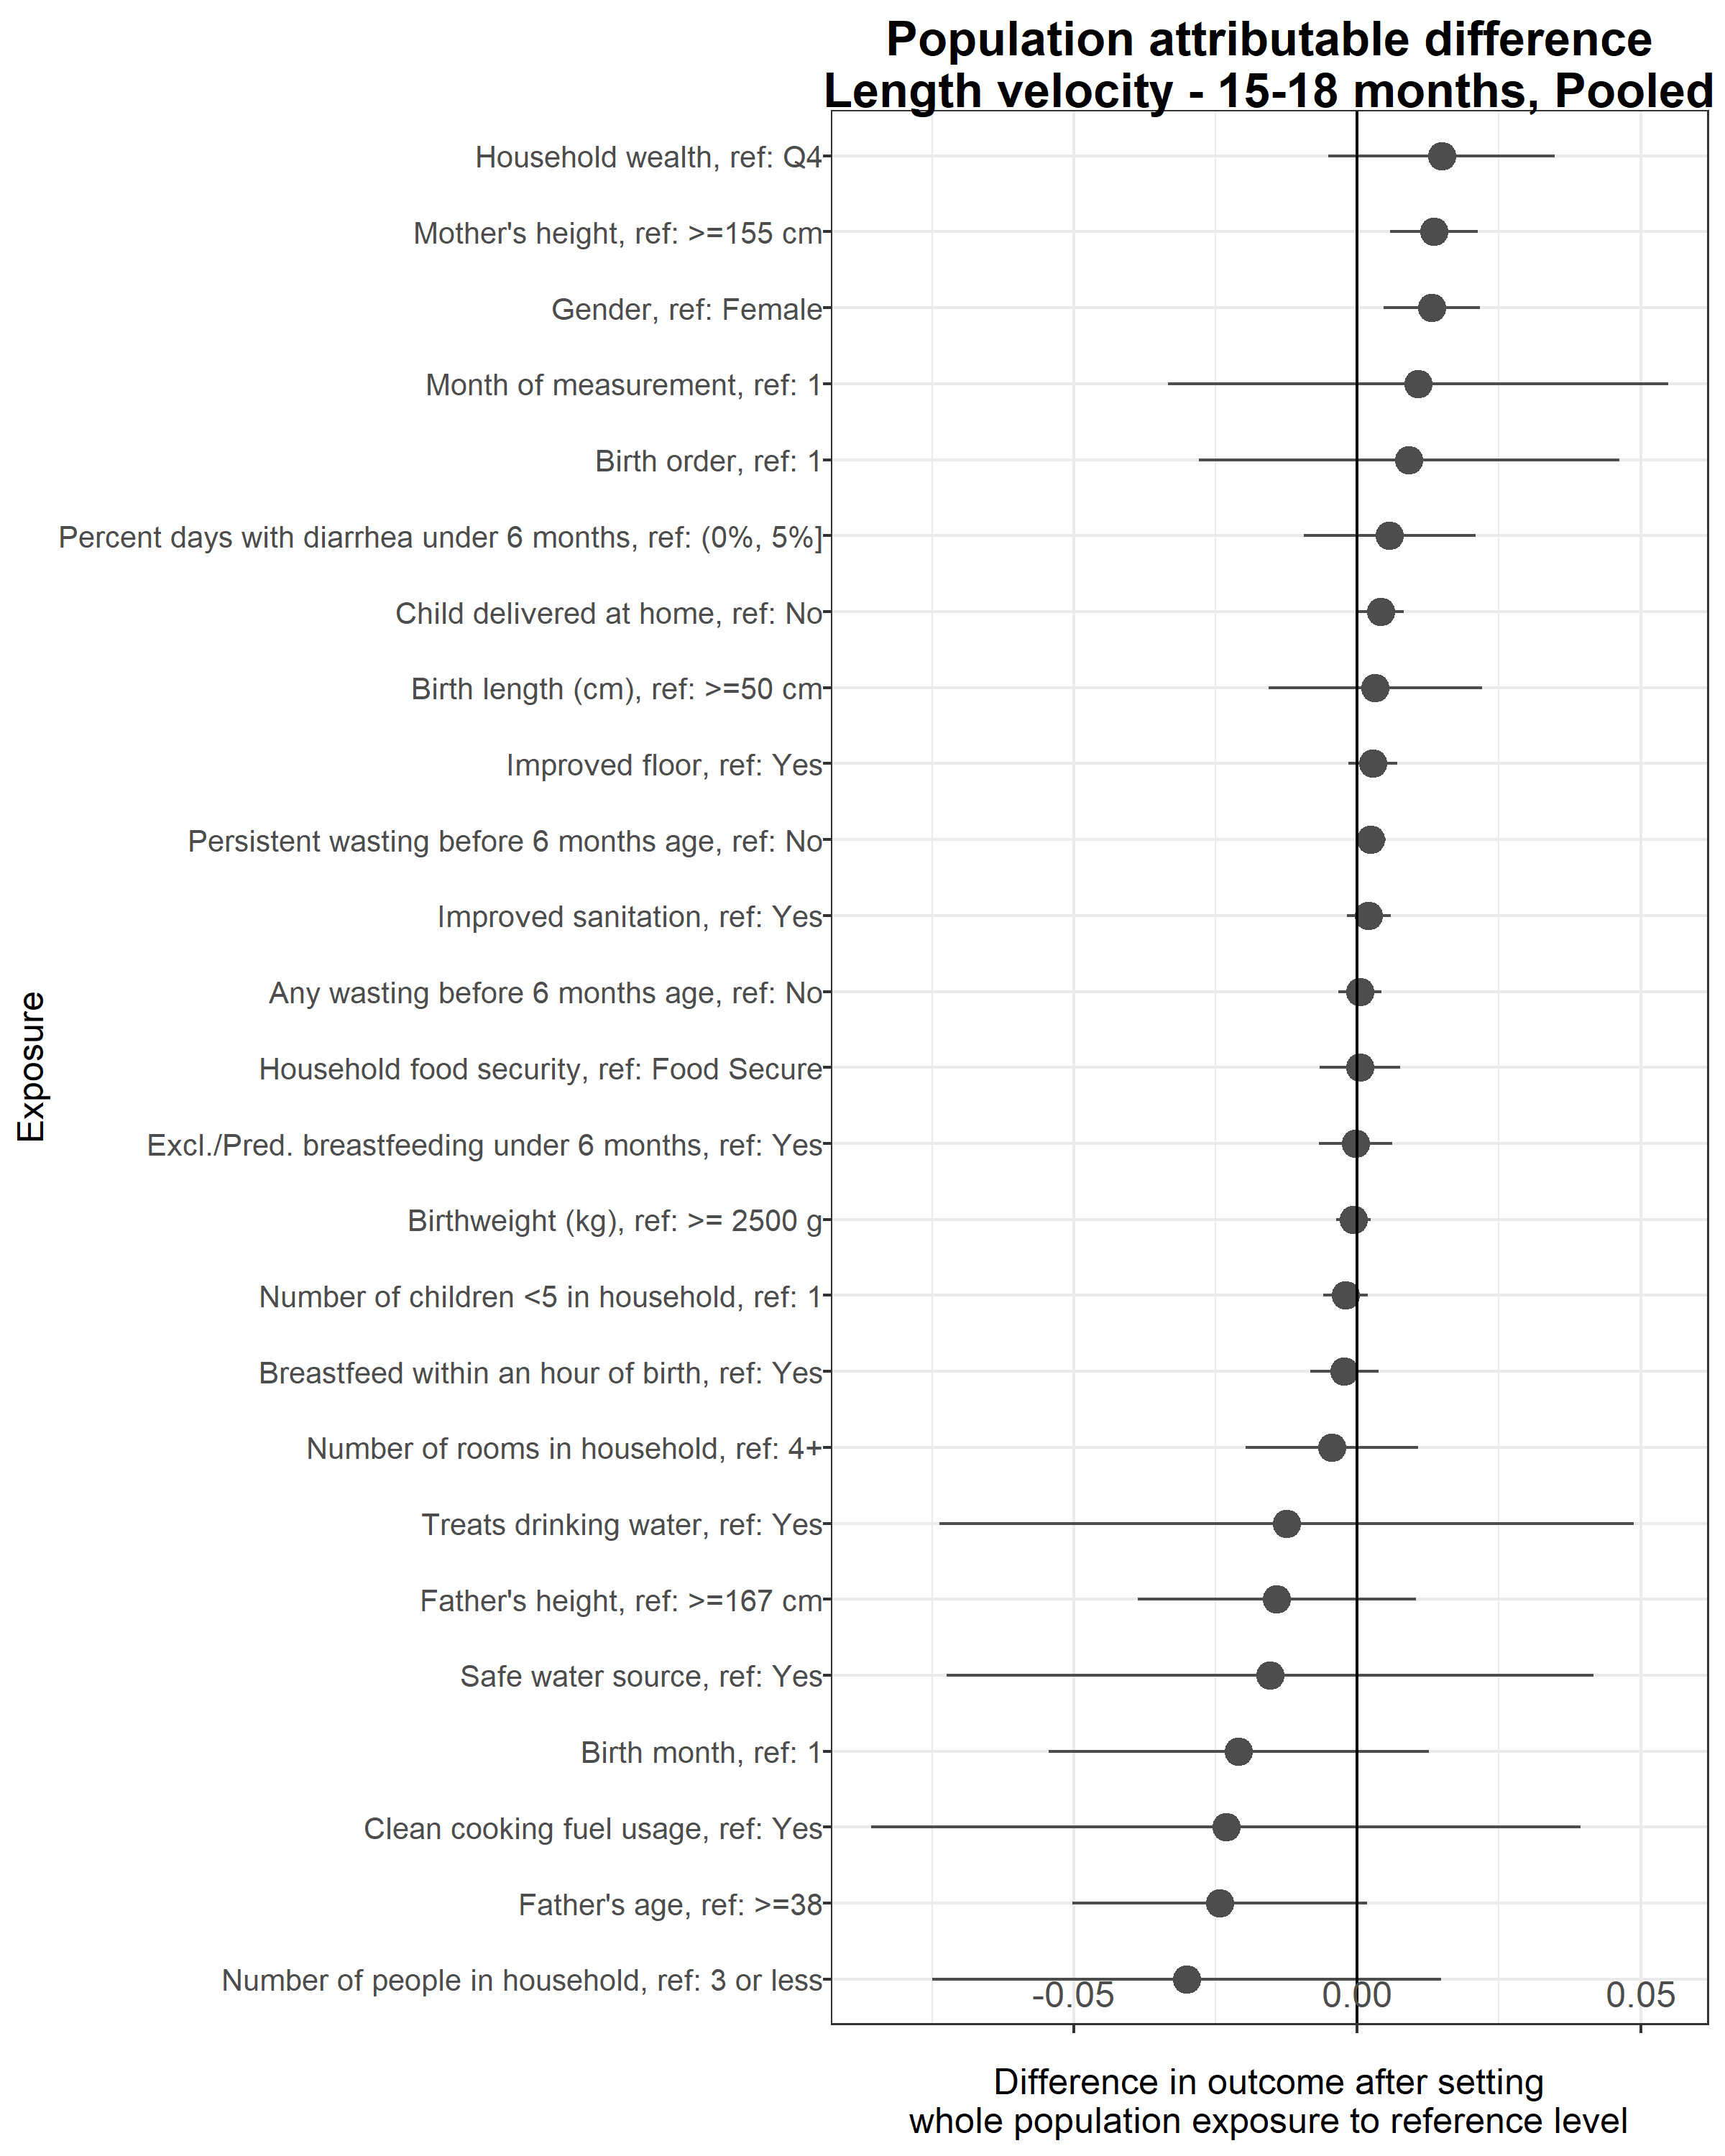 Population attributable difference
Length velocity - 15-18 months, Pooled
Household wealth, ref: Q4
Mother's height, ref: >=155 cm
Gender, ref: Female
Month of measurement, ref: 1
Birth order, ref: 1
Percent days with diarrhea under 6 months, ref: (0%, 5%]
Child delivered at home, ref: No
Birth length (cm), ref: >=50 cm
Improved floor, ref: Yes
Persistent wasting before 6 months age, ref: No
Improved sanitation, ref: Yes
Any wasting before 6 months age, ref: No
Household food security, ref: Food Secure
Excl./Pred. breastfeeding under 6 months, ref: Yes
Birthweight (kg), ref: >= 2500 g
Number of children <5 in household, ref: 1
Breastfeed within an hour of birth, ref: Yes
Number of rooms in household, ref: 4+
Treats drinking water, ref: Yes
Father's height, ref: >=167 cm
Safe water source, ref: Yes
Birth month, ref: 1
Clean cooking fuel usage, ref: Yes
Father's age, ref: >=38
Number of people in household, ref: 3 or less
Exposure
-0.05 0.00 0.05
Difference in outcome after setting
whole population exposure to reference level